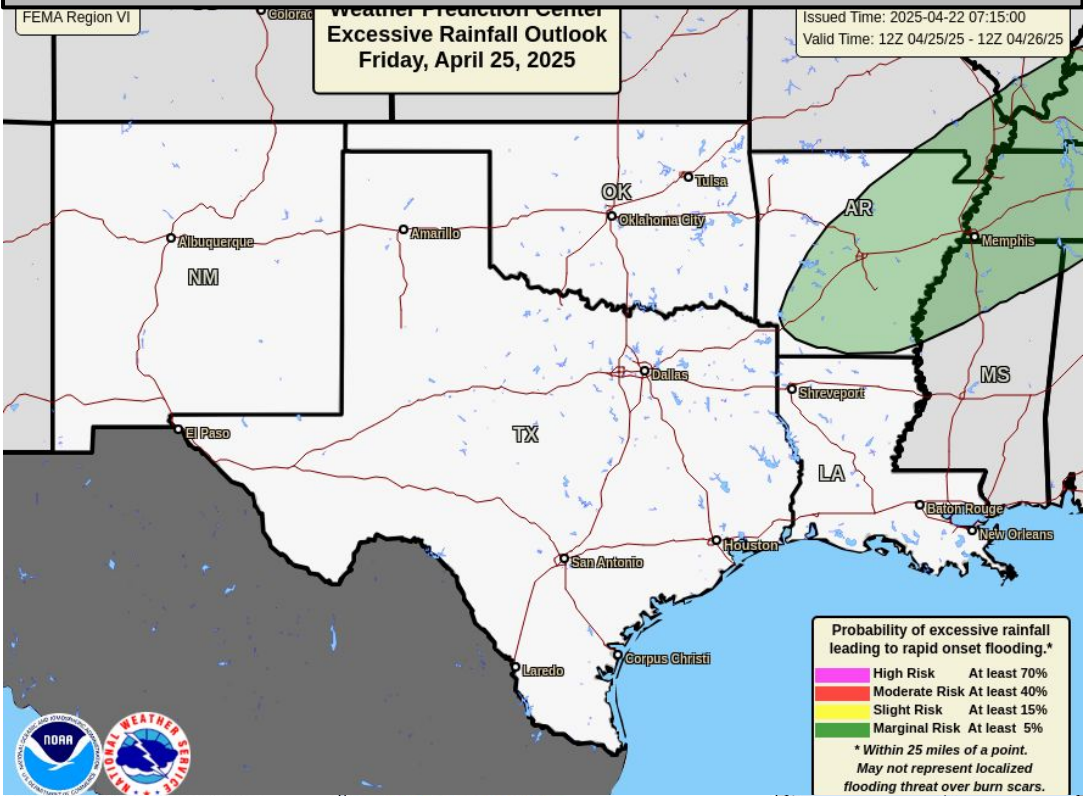 FEMA Region VI
Weather Prediction Center
Excessive Rainfall Outlook
Friday, April 25, 2025
Issued Time: 2025-04-22 07:15:00
Valid Time: 12Z 04/25/25 - 12Z 04/26/25
Tulsa
OK
Oklahoma City
AR
Amarillo
Albuquerque
Memphis
NM
Dallas
MS
Shreveport
El Paso
TX
LA
Baton Rouge
New Orleans
Houston
San Antonio
Corpus Christi
Laredo
Probability of excessive rainfall
leading to rapid onset flooding.*
High Risk At least 70%
Moderate Risk At least 40%
Slight Risk At least 15%
Marginal Risk At least 5%
* Within 25 miles of a point.
May not represent localized
flooding threat over burn scars.
NOAA
NATIONAL WEATHER SERVICE